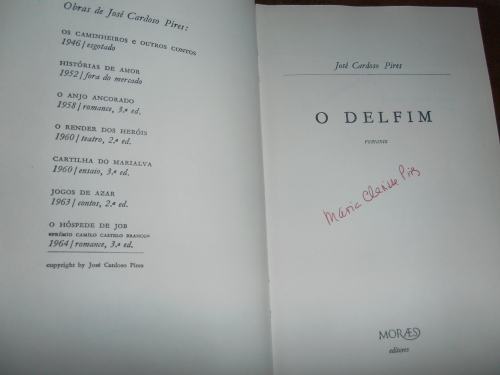 Obras de José Cardoso Pires:
OS CAMINHEIROS E OUTROS CONTOS
1946 | esgotado
HISTÓRIAS DE AMOR
1952 | fora do mercado
O ANJO ANCORADO
1958 | romance, 3.ª ed.
O RENDER DOS HERÓIS
1960 | teatro, 2.ª ed.
CARTILHA DO MARIALVA
1960 | ensaio, 3.ª ed.
JOGOS DE AZAR
1963 | contos, 2.ª ed.
O HÓSPEDE DE JOB
(PRÉMIO CAMILO CASTELO BRANCO)
1964 | romance, 3.ª ed.
copyright by José Cardoso Pires
José Cardoso Pires
O DELFIM
romance
Maria
MORAES
editores